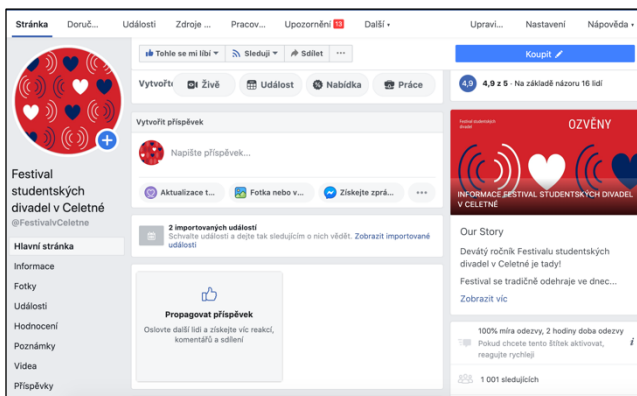 Stránka Doruč... Události Zdroje ... Pracov... Upozornění 13 Další Upravi... Nastavení Nápověda
Tohle se mi líbí Sleduji Sdílet ...
Koupit
Vytvořte Živě Událost Nabídka Práce
4,9 4,9 z 5 · Na základě názoru 16 lidí
Vytvořit příspěvek
Napište příspěvek...
Aktualizace t... Fotka nebo v... Získejte zprá... ...
Festival studentských
divadel
OZVĚNY
INFORMACE FESTIVAL STUDENTSKÝCH DIVADEL
V CELETNÉ
Festival
studentských
divadel v Celetné
@FestivalvCeletne
Hlavní stránka
Informace
Fotky
Události
Hodnocení
Poznámky
Videa
Příspěvky
2 importovaných událostí
Schvalte události a dejte tak sledujícím o nich vědět. Zobrazit importované
události
Propagovat příspěvek
Oslovte další lidi a získejte víc reakcí,
komentářů a sdílení
Our Story
Devátý ročník Festivalu studentských
divadel v Celetné je tady!
Festival se tradičně odehraje ve dnec...
Zobrazit víc
100% míra odezvy, 2 hodiny doba odezvy
Pokud chcete tento štítek aktivovat,
reagujte rychleji
i
1 001 sledujících